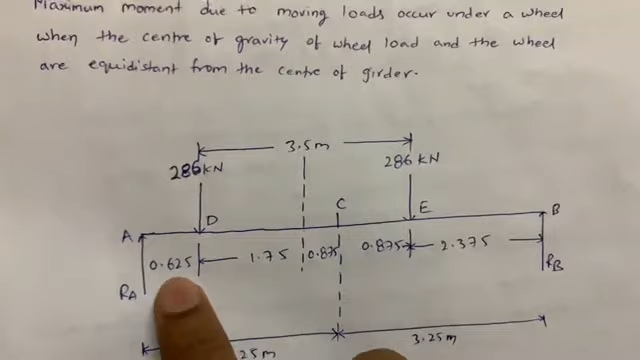 Maximum moment due to moving loads occur under a wheel
when the centre of gravity of wheel load and the wheel
are equidistant from the centre of girder.
3.5m
286KN 286KN
A D C E B
0.625 1.75 0.875 0.875 2.375
RA RB
25m 3.25m